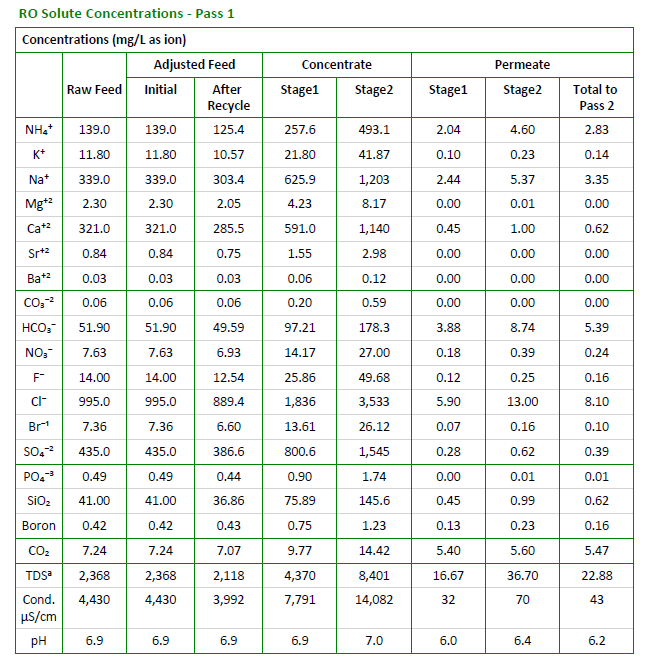 RO Solute Concentrations - Pass 1
Concentrations (mg/L as ion)
Raw Feed Adjusted Feed Concentrate Permeate
Initial After Recycle Stage1 Stage2 Stage1 Stage2 Total to Pass 2
NH₄⁺ 139.0 139.0 125.4 257.6 493.1 2.04 4.60 2.83
K⁺ 11.80 11.80 10.57 21.80 41.87 0.10 0.23 0.14
Na⁺ 339.0 339.0 303.4 625.9 1,203 2.44 5.37 3.35
Mg⁺² 2.30 2.30 2.05 4.23 8.17 0.00 0.01 0.00
Ca⁺² 321.0 321.0 285.5 591.0 1,140 0.45 1.00 0.62
Sr⁺² 0.84 0.84 0.75 1.55 2.98 0.00 0.00 0.00
Ba⁺² 0.03 0.03 0.03 0.06 0.12 0.00 0.00 0.00
CO₃⁻² 0.06 0.06 0.06 0.20 0.59 0.00 0.00 0.00
HCO₃⁻ 51.90 51.90 49.59 97.21 178.3 3.88 8.74 5.39
NO₃⁻ 7.63 7.63 6.93 14.17 27.00 0.18 0.39 0.24
F⁻ 14.00 14.00 12.54 25.86 49.68 0.12 0.25 0.16
Cl⁻ 995.0 995.0 889.4 1,836 3,533 5.90 13.00 8.10
Br⁻¹ 7.36 7.36 6.60 13.61 26.12 0.07 0.16 0.10
SO₄⁻² 435.0 435.0 386.6 800.6 1,545 0.28 0.62 0.39
PO₄⁻³ 0.49 0.49 0.44 0.90 1.74 0.00 0.01 0.01
SiO₂ 41.00 41.00 36.86 75.89 145.6 0.45 0.99 0.62
Boron 0.42 0.42 0.43 0.75 1.23 0.13 0.23 0.16
CO₂ 7.24 7.24 7.07 9.77 14.42 5.40 5.60 5.47
TDSᵃ 2,368 2,368 2,118 4,370 8,401 16.67 36.70 22.88
Cond. 4,430 4,430 3,992 7,791 14,082 32 70 43
µS/cm
pH 6.9 6.9 6.9 6.9 7.0 6.0 6.4 6.2